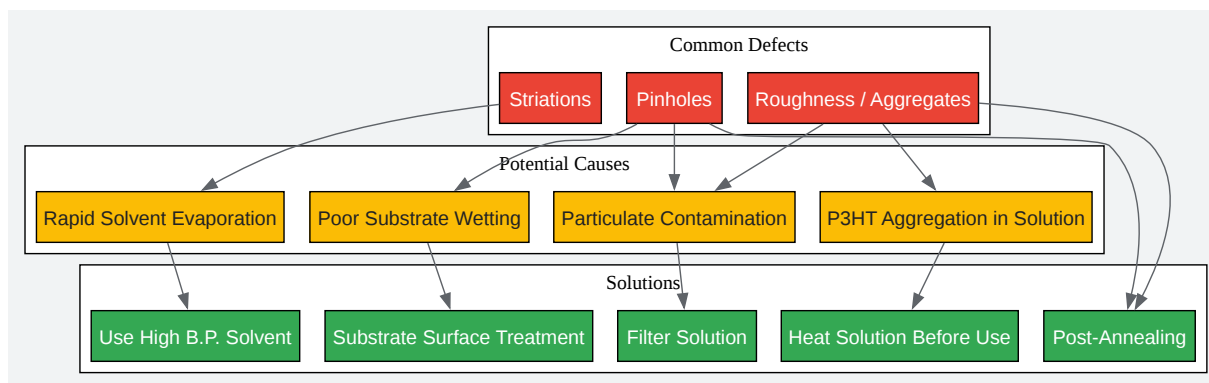 Common Defects
Striations
Pinholes
Roughness / Aggregates
Potential Causes
Rapid Solvent Evaporation
Poor Substrate Wetting
Particulate Contamination
P3HT Aggregation in Solution
Solutions
Use High B.P. Solvent
Substrate Surface Treatment
Filter Solution
Heat Solution Before Use
Post-Annealing